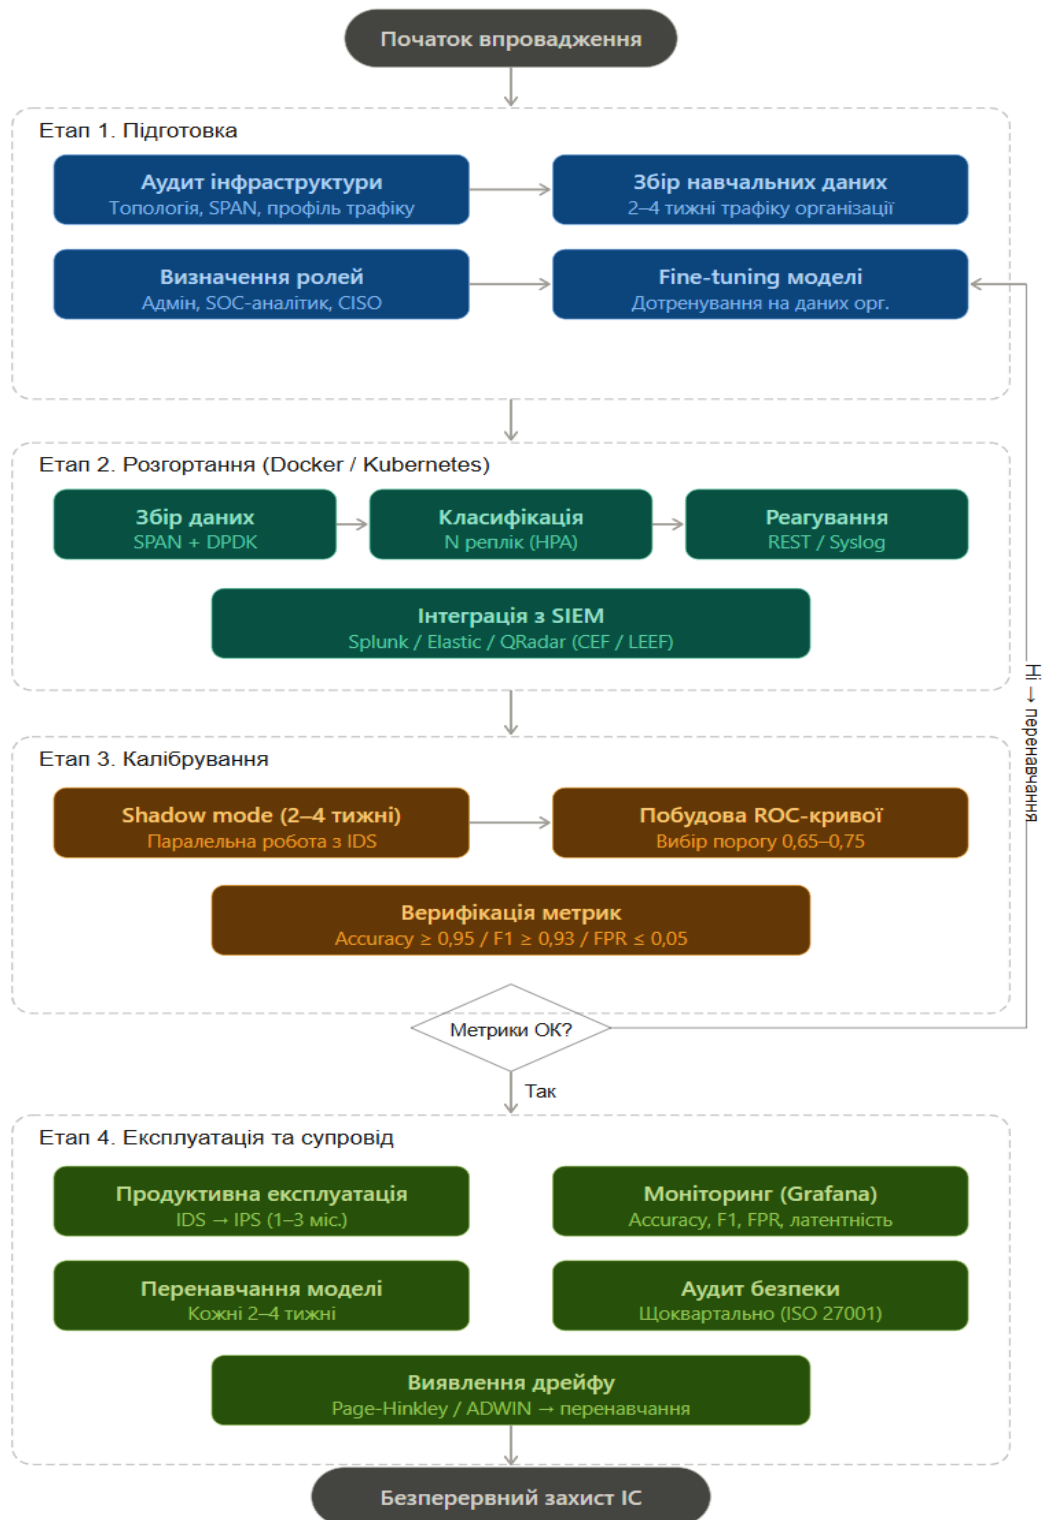 Початок впровадження
Етап 1. Підготовка
Аудит інфраструктури
Топологія, SPAN, профіль трафіку
Збір навчальних даних
2–4 тижні трафіку організації
Визначення ролей
Адмін, SOC-аналітик, CISO
Fine-tuning моделі
Дотренування на даних орг.
Етап 2. Розгортання (Docker / Kubernetes)
Збір даних
SPAN + DPDK
Класифікація
N реплік (HPA)
Реагування
REST / Syslog
Інтеграція з SIEM
Splunk / Elastic / QRadar (CEF / LEEF)
Ні → перенавчання
Етап 3. Калібрування
Shadow mode (2–4 тижні)
Паралельна робота з IDS
Побудова ROC-кривої
Вибір порогу 0,65–0,75
Верифікація метрик
Accuracy ≥ 0,95 / F1 ≥ 0,93 / FPR ≤ 0,05
Метрики ОК?
Так
Етап 4. Експлуатація та супровід
Продуктивна експлуатація
IDS → IPS (1–3 міс.)
Моніторинг (Grafana)
Accuracy, F1, FPR, латентність
Перенавчання моделі
Кожні 2–4 тижні
Аудит безпеки
Щоквартально (ISO 27001)
Виявлення дрейфу
Page-Hinkley / ADWIN → перенавчання
Безперервний захист ІС